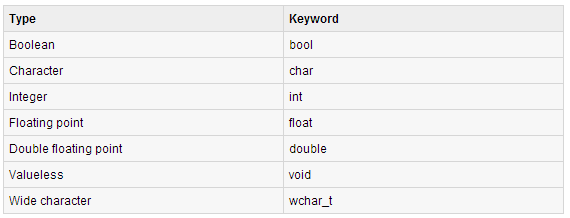 Type Keyword
Boolean bool
Character char
Integer int
Floating point float
Double floating point double
Valueless void
Wide character wchar_t